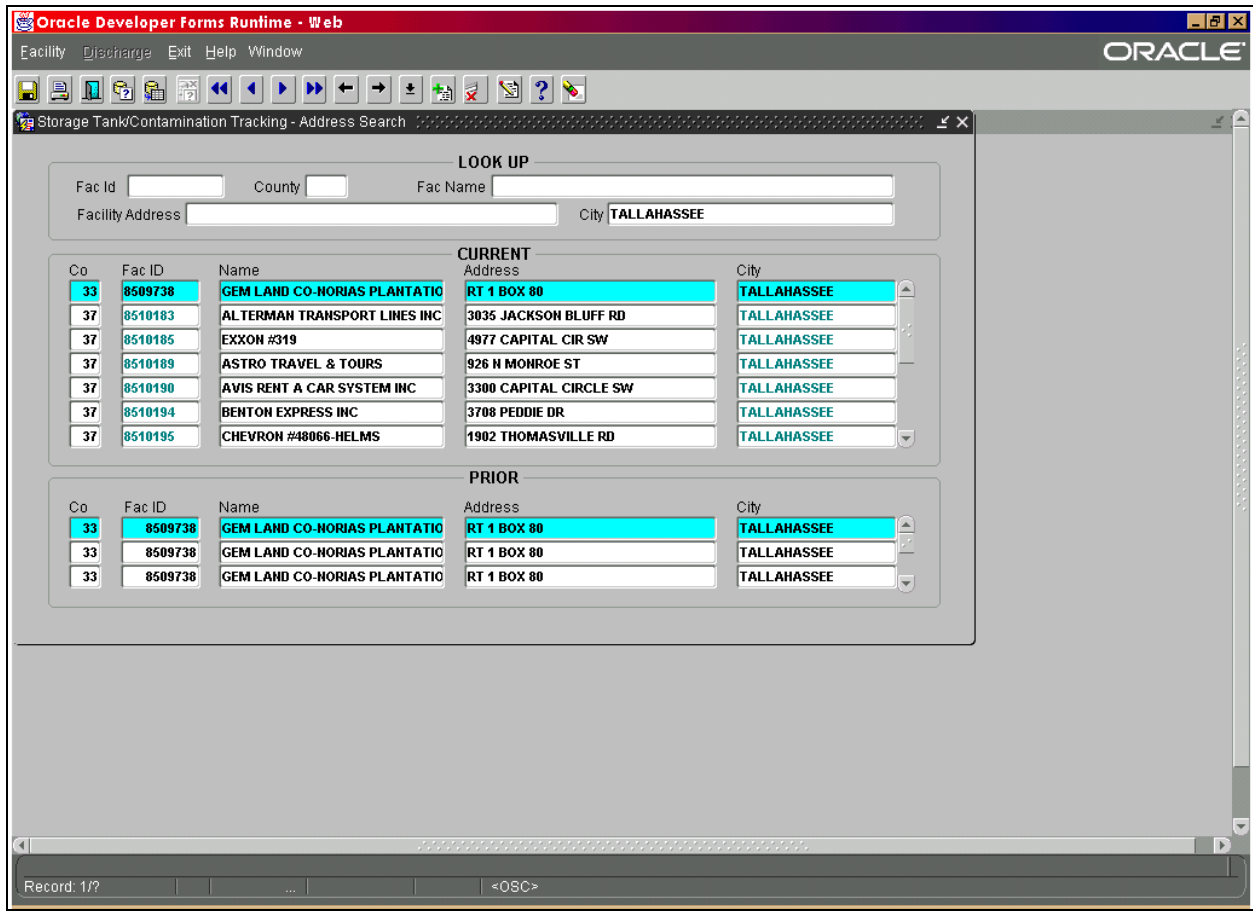 Oracle Developer Forms Runtime - Web
Facility Discharge Exit Help Window ORACLE
Storage Tank/Contamination Tracking - Address Search
LOOK UP
Fac Id County Fac Name
Facility Address City TALLAHASSEE
CURRENT
Co Fac ID Name Address City
33 8509738 GEM LAND CO-NORIAS PLANTATIO RT 1 BOX 80 TALLAHASSEE
37 8510183 ALTERMAN TRANSPORT LINES INC 3035 JACKSON BLUFF RD TALLAHASSEE
37 8510185 EXXON #319 4977 CAPITAL CIR SW TALLAHASSEE
37 8510189 ASTRO TRAVEL & TOURS 926 N MONROE ST TALLAHASSEE
37 8510190 AVIS RENT A CAR SYSTEM INC 3300 CAPITAL CIRCLE SW TALLAHASSEE
37 8510194 BENTON EXPRESS INC 3708 PEDDIE DR TALLAHASSEE
37 8510195 CHEVRON #48066-HELMS 1902 THOMASVILLE RD TALLAHASSEE
PRIOR
Co Fac ID Name Address City
33 8509738 GEM LAND CO-NORIAS PLANTATIO RT 1 BOX 80 TALLAHASSEE
33 8509738 GEM LAND CO-NORIAS PLANTATIO RT 1 BOX 80 TALLAHASSEE
33 8509738 GEM LAND CO-NORIAS PLANTATIO RT 1 BOX 80 TALLAHASSEE
Record: 1/? ... <OSC>